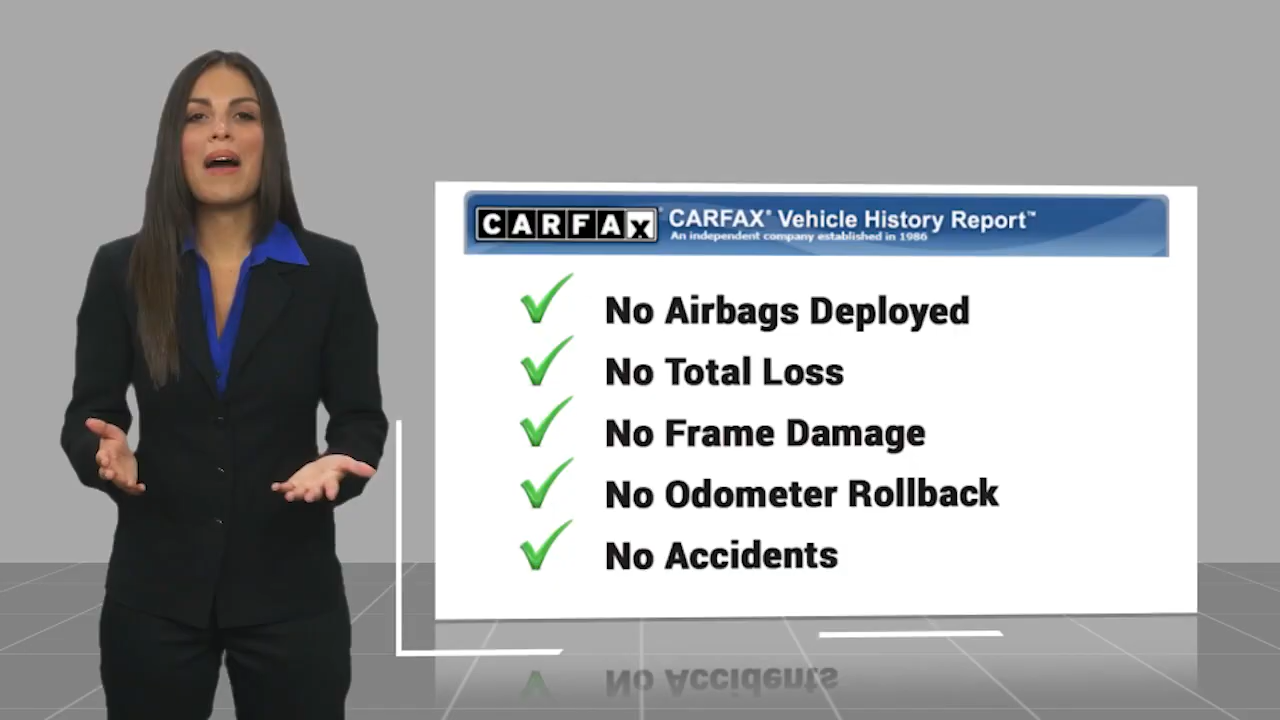 CARFAX CARFAX® Vehicle History Report™
An independent company established in 1986
No Airbags Deployed
No Total Loss
No Frame Damage
No Odometer Rollback
No Accidents
No Accidents